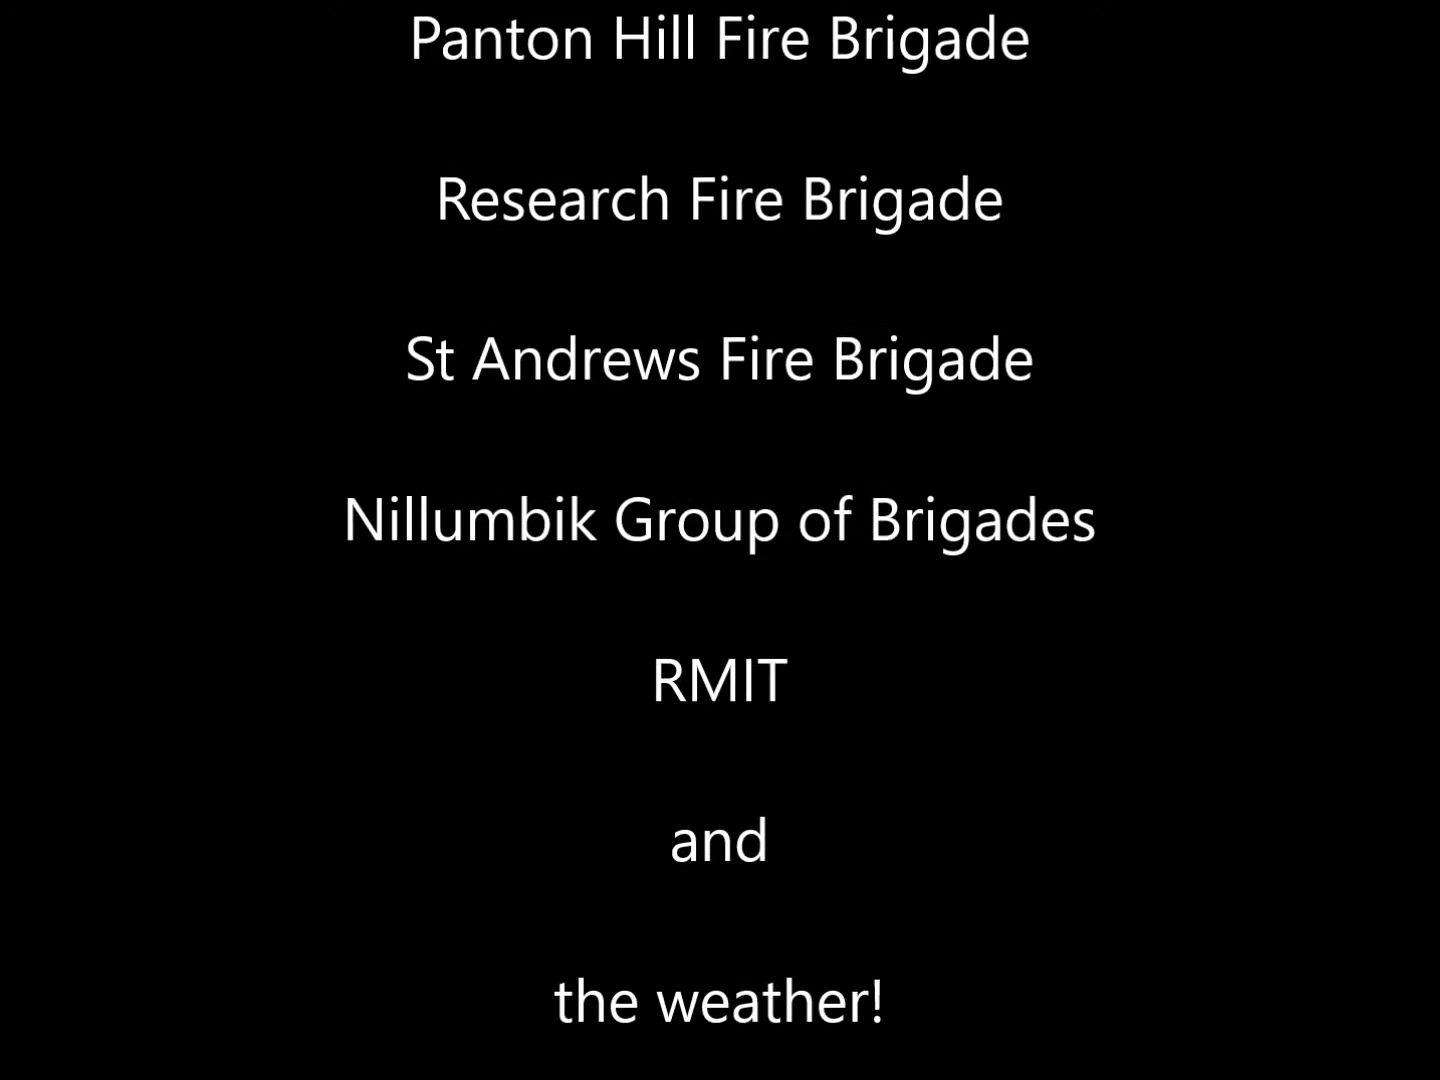 Panton Hill Fire Brigade
Research Fire Brigade
St Andrews Fire Brigade
Nillumbik Group of Brigades
RMIT
and
the weather!